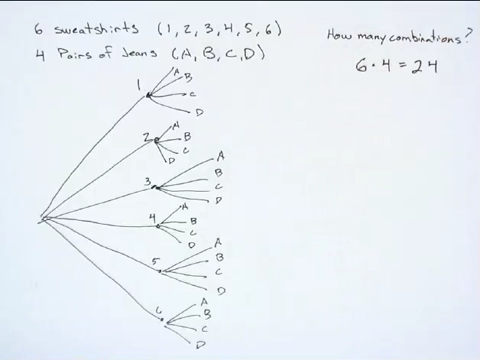 6 sweatshirts (1, 2, 3, 4, 5, 6)
4 Pairs of Jeans (A, B, C, D)
How many combinations?
6 · 4 = 24
1
A
B
C
D
2
A
B
C
D
3
A
B
C
D
4
A
B
C
D
5
A
B
C
D
6
A
B
C
D